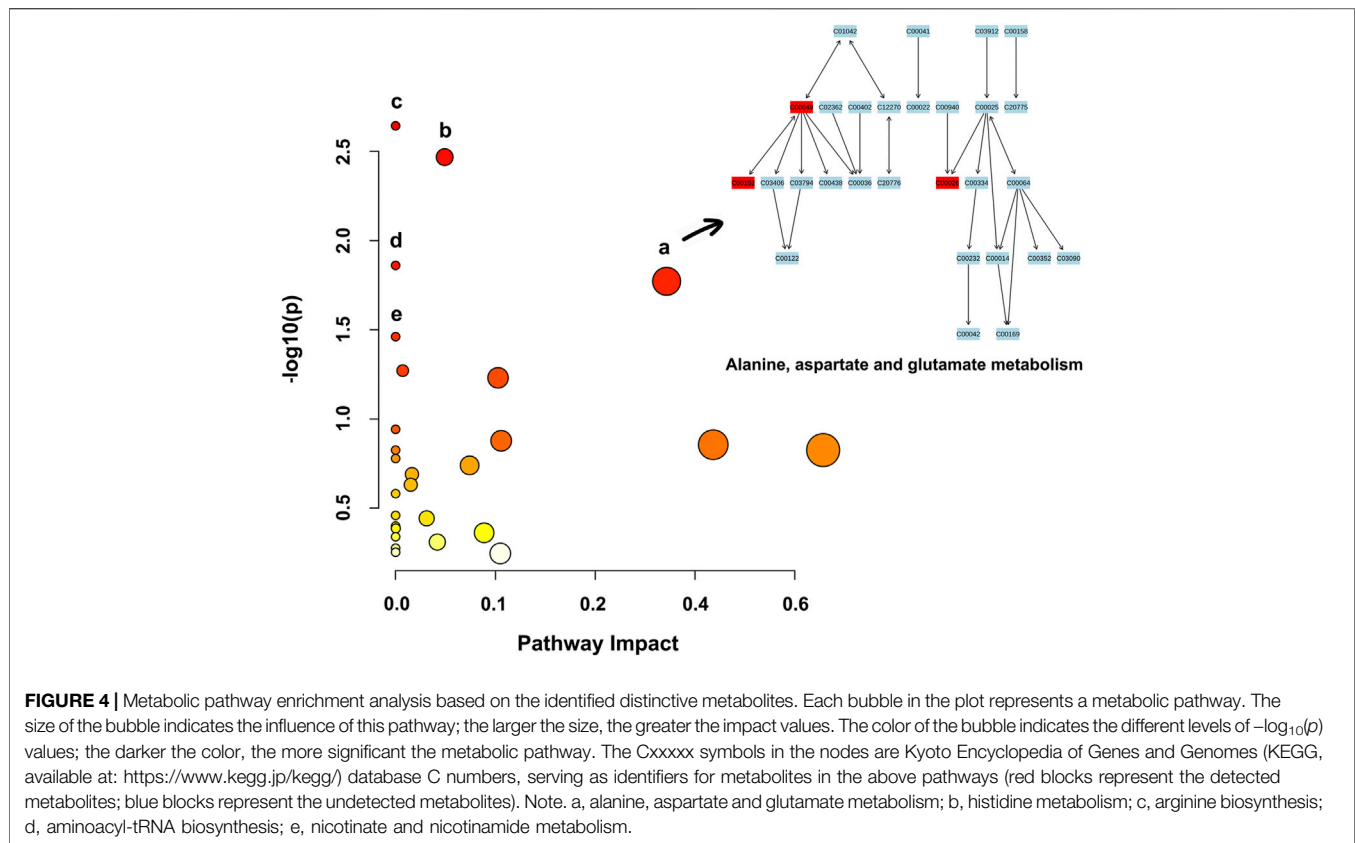 C01042 C00041 C03912 C00158
c
C00049 C02362 C00402 C12270 C00022 C00940 C00025 C20775
b
2.5
C00152 C03406 C03794 C00438 C00036 C20776 C00026 C00334 C00064
d
2.0
a
C00122 C00232 C00014 C00352 C03090
e
1.5
C00042 C00169
-log10(p)
Alanine, aspartate and glutamate metabolism
1.0
0.5
0.0 0.1 0.2 0.4 0.6
Pathway Impact
FIGURE 4 | Metabolic pathway enrichment analysis based on the identified distinctive metabolites. Each bubble in the plot represents a metabolic pathway. The
size of the bubble indicates the influence of this pathway; the larger the size, the greater the impact values. The color of the bubble indicates the different levels of −log10(p)
values; the darker the color, the more significant the metabolic pathway. The Cxxxxx symbols in the nodes are Kyoto Encyclopedia of Genes and Genomes (KEGG,
available at: https://www.kegg.jp/kegg/) database C numbers, serving as identifiers for metabolites in the above pathways (red blocks represent the detected
metabolites; blue blocks represent the undetected metabolites). Note. a, alanine, aspartate and glutamate metabolism; b, histidine metabolism; c, arginine biosynthesis;
d, aminoacyl-tRNA biosynthesis; e, nicotinate and nicotinamide metabolism.